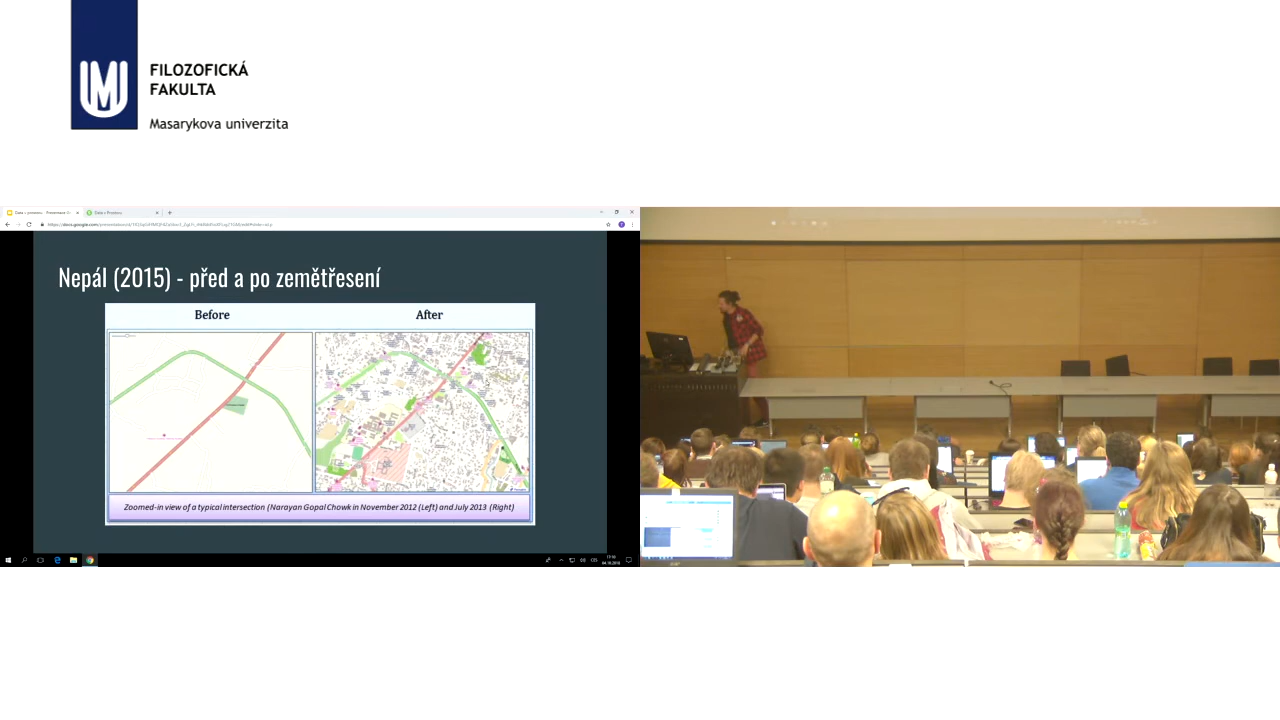 FILOZOFICKÁ
FAKULTA
Masarykova univerzita
Nepál (2015) - před a po zemětřesení
Before
After
Zoomed-in view of a typical intersection (Narayan Gopal Chowk in November 2012 (Left) and July 2013 (Right)